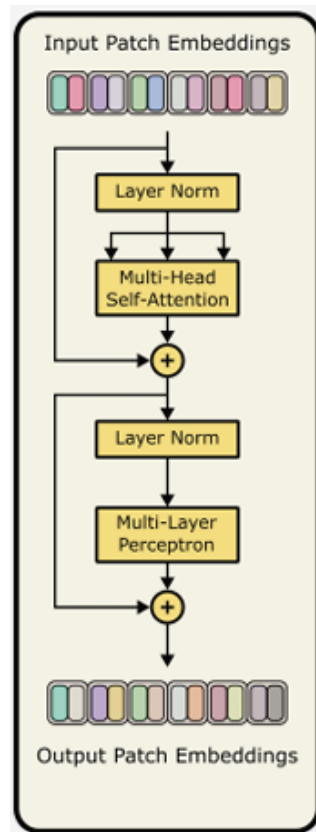 Input Patch Embeddings
Layer Norm
Multi-Head
Self-Attention
+
Layer Norm
Multi-Layer
Perceptron
+
Output Patch Embeddings